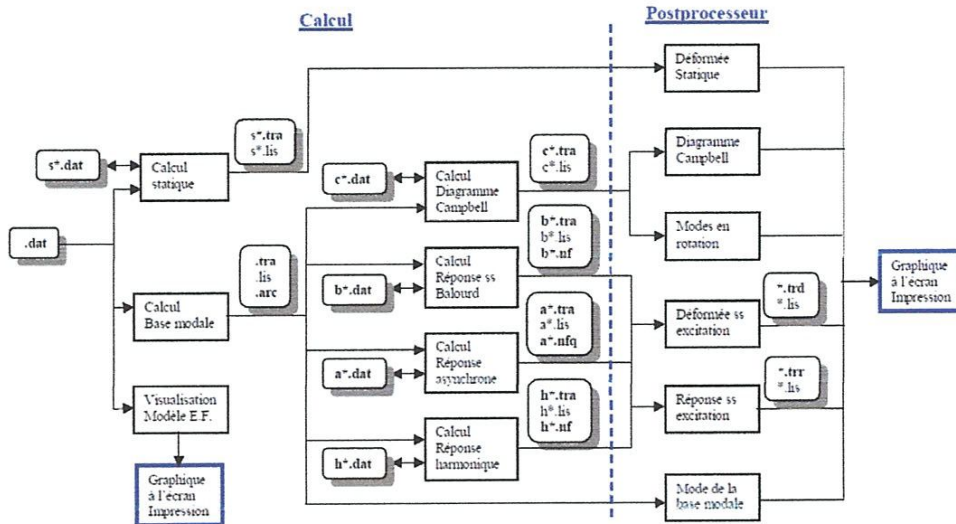 Calcul
Postprocesseur
Déformée
Statique
s*.tra
s*.lis
s*.dat
Calcul
statique
c*.dat
Calcul
Diagramme
Campbell
c*.tra
c*.lis
Diagramme
Campbell
.dat
b*.tra
b*.lis
b*.nf
Modes en
rotation
.tra
.lis
.arc
Calcul
Base modale
b*.dat
Calcul
Réponse ss
Balourd
Graphique
à l'écran
Impression
a*.tra
a*.lis
a*.nfq
Déformée ss
excitation
*.trd
*.lis
a*.dat
Calcul
Réponse
asynchrone
Visualisation
Modèle E.F.
h*.tra
h*.lis
h*.nf
Réponse ss
excitation
*.trr
*.lis
h*.dat
Calcul
Réponse
harmonique
Graphique
à l'écran
Impression
Mode de la
base modale